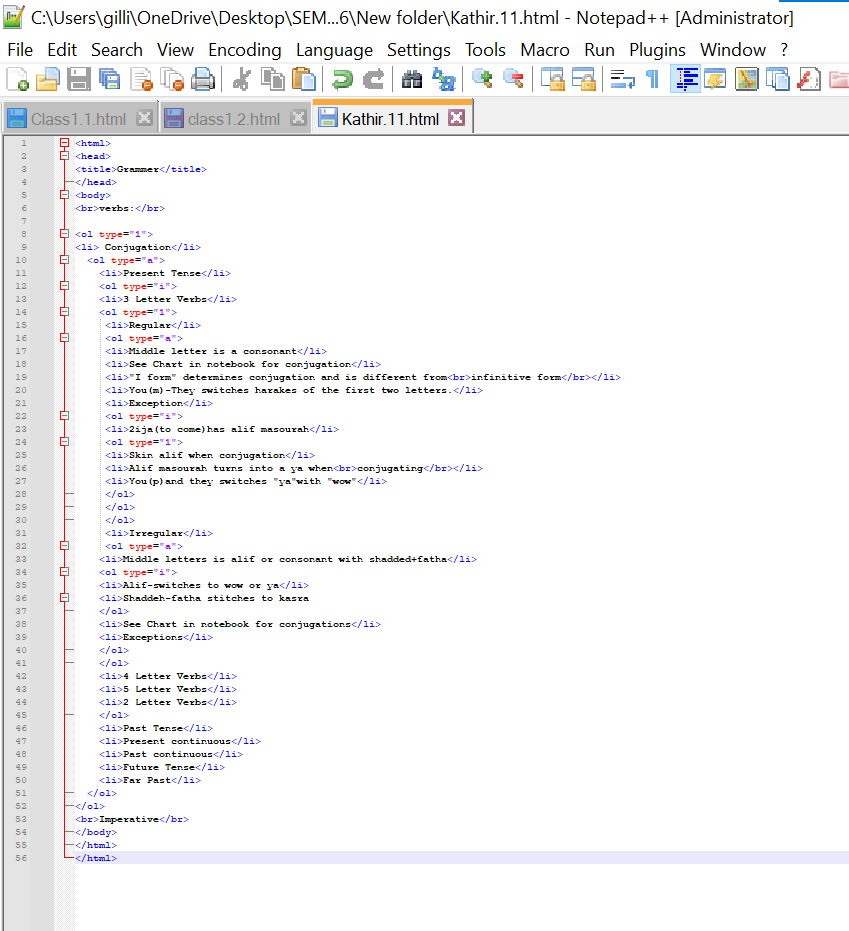 C:\Users\gilli\OneDrive\Desktop\SEM...6\New folder\Kathir.11.html - Notepad++ [Administrator]
File Edit Search View Encoding Language Settings Tools Macro Run Plugins Window ?
Class1.1.html class1.2.html Kathir.11.html
1 <html>
2 <head>
3 <title>Grammer</title>
4 </head>
5 <body>
6 <br>verbs:</br>
7
8 <ol type="1">
9 <li> Conjugation</li>
10 <ol type="a">
11 <li>Present Tense</li>
12 <ol type="i">
13 <li>3 Letter Verbs</li>
14 <ol type="1">
15 <li>Regular</li>
16 <ol type="a">
17 <li>Middle letter is a consonant</li>
18 <li>See Chart in notebook for conjugation</li>
19 <li>"I form" determines conjugation and is different from<br>infinitive form</br></li>
20 <li>You(m)-They switches harakes of the first two letters.</li>
21 <li>Exception</li>
22 <ol type="i">
23 <li>2ija(to come)has alif masourah</li>
24 <ol type="1">
25 <li>Skin alif when conjugation</li>
26 <li>Alif masourah turns into a ya when<br>conjugating</br></li>
27 <li>You(p)and they switches "ya"with "wow"</li>
28 </ol>
29 </ol>
30 </ol>
31 <li>Irregular</li>
32 <ol type="a">
33 <li>Middle letters is alif or consonant with shadded+fatha</li>
34 <ol type="i">
35 <li>Alif-switches to wow or ya</li>
36 <li>Shaddeh-fatha stitches to kasra
37 </ol>
38 <li>See Chart in notebook for conjugations</li>
39 <li>Exceptions</li>
40 </ol>
41 </ol>
42 <li>4 Letter Verbs</li>
43 <li>5 Letter Verbs</li>
44 <li>2 Letter Verbs</li>
45 </ol>
46 <li>Past Tense</li>
47 <li>Present continuous</li>
48 <li>Past continuous</li>
49 <li>Future Tense</li>
50 <li>Far Past</li>
51 </ol>
52 </ol>
53 <br>Imperative</br>
54 </body>
55 </html>
56 </html>